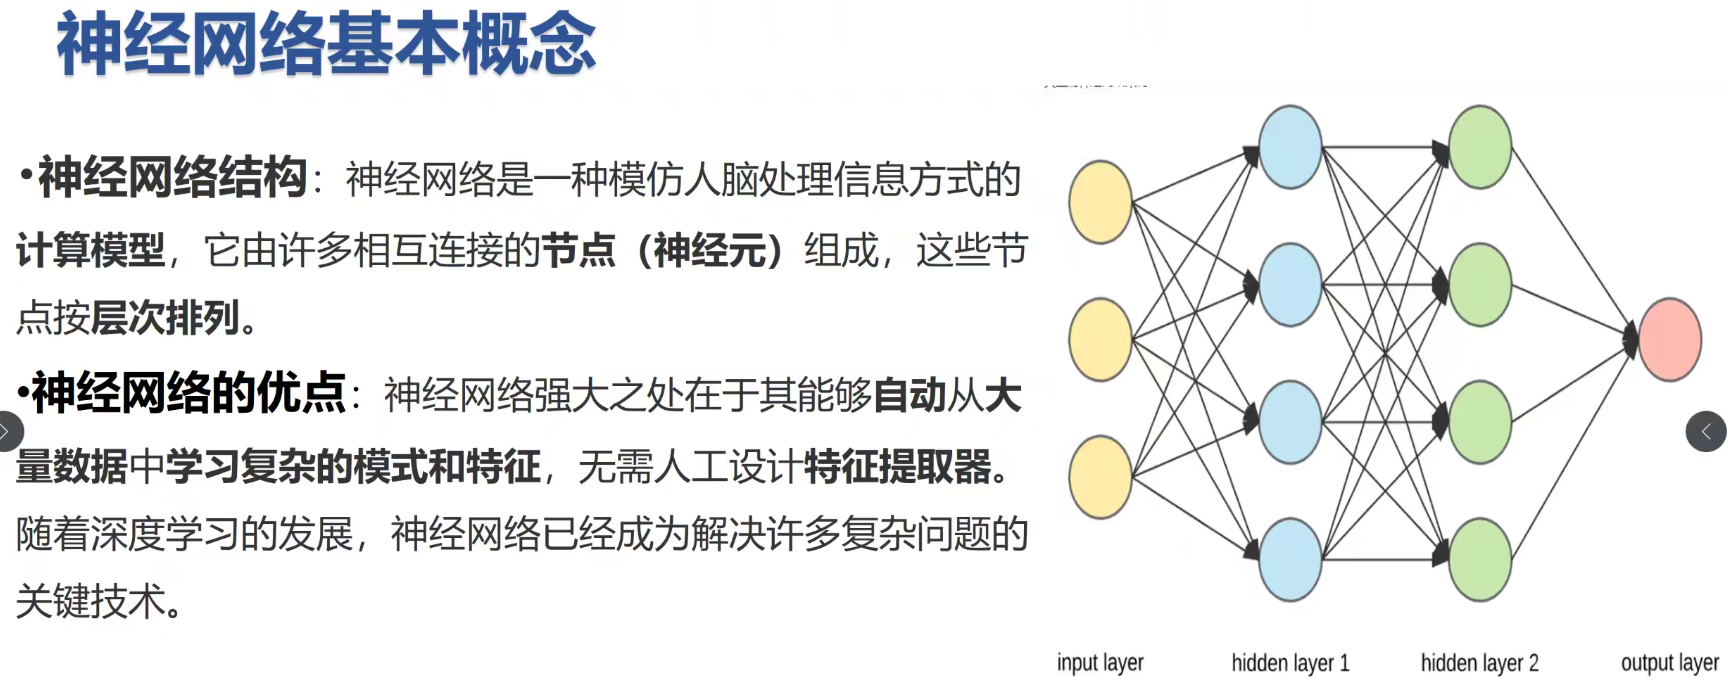 神经网络基本概念
•神经网络结构：神经网络是一种模仿人脑处理信息方式的
计算模型，它由许多相互连接的节点（神经元）组成，这些节
点按层次排列。
•神经网络的优点：神经网络强大之处在于其能够自动从大
量数据中学习复杂的模式和特征，无需人工设计特征提取器。
随着深度学习的发展，神经网络已经成为解决许多复杂问题的
关键技术。
input layer
hidden layer 1
hidden layer 2
output layer